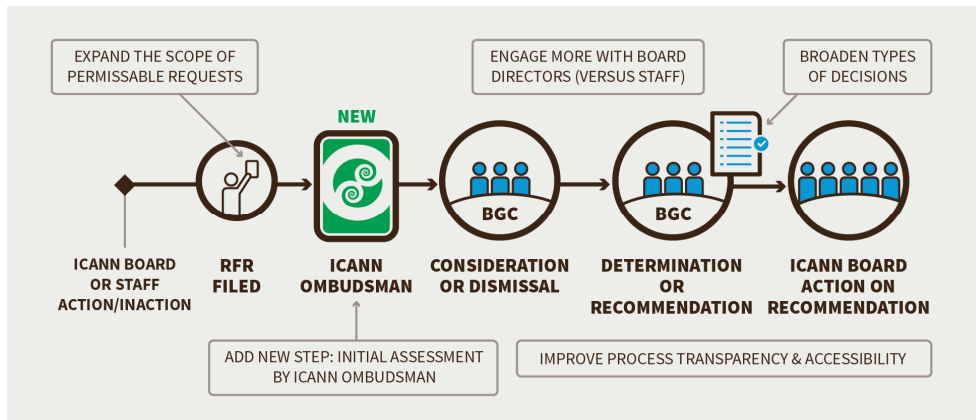 EXPAND THE SCOPE OF
PERMISSABLE REQUESTS
ENGAGE MORE WITH BOARD
DIRECTORS (VERSUS STAFF)
BROADEN TYPES
OF DECISIONS
NEW
BGC
BGC
ICANN BOARD
OR STAFF
ACTION/INACTION
RFR
FILED
ICANN
OMBUDSMAN
CONSIDERATION
OR DISMISSAL
DETERMINATION
OR
RECOMMENDATION
ICANN BOARD
ACTION ON
RECOMMENDATION
ADD NEW STEP: INITIAL ASSESSMENT
BY ICANN OMBUDSMAN
IMPROVE PROCESS TRANSPARENCY & ACCESSIBILITY